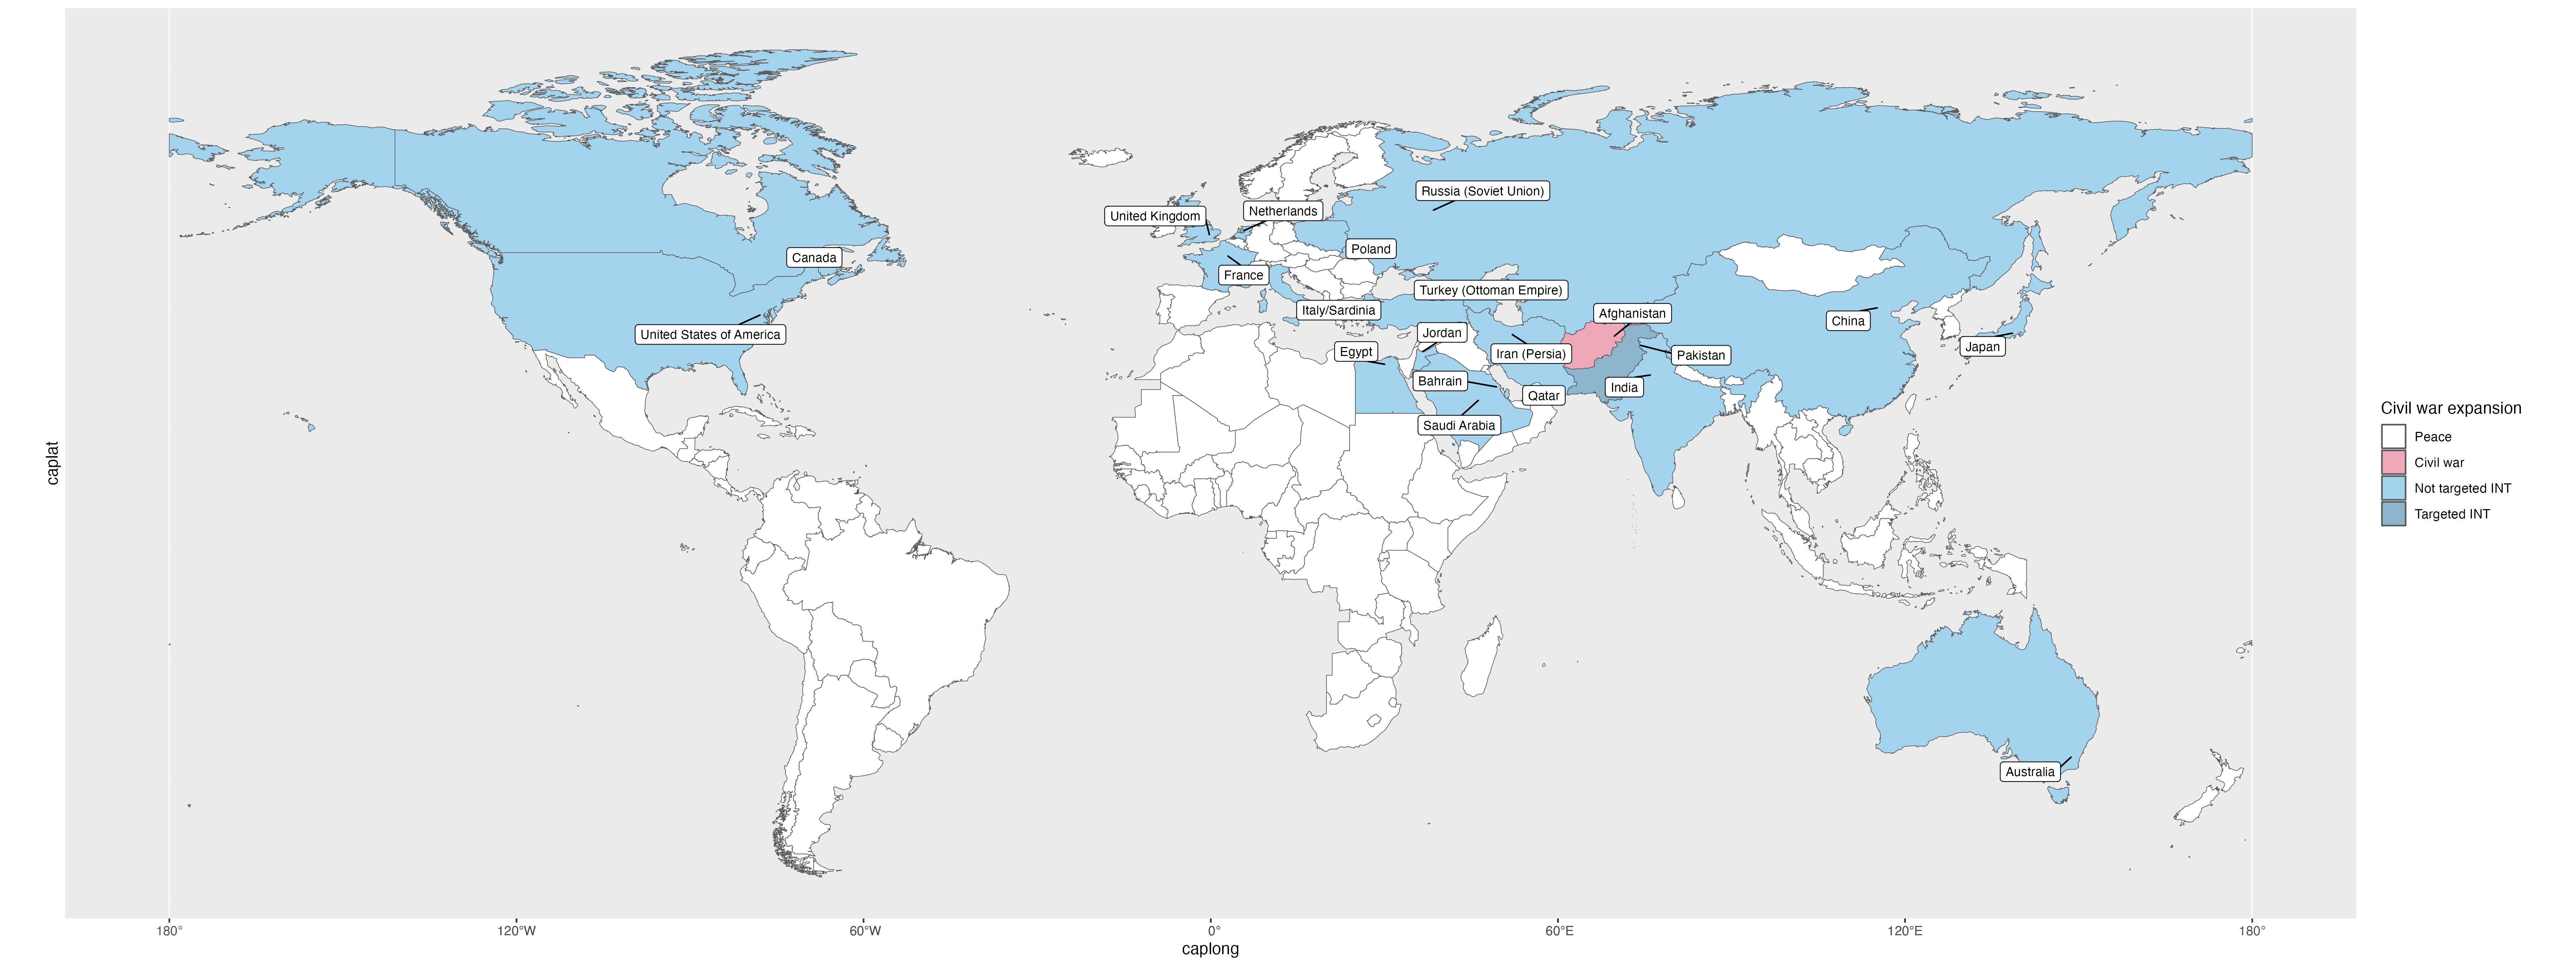 Russia (Soviet Union)
Netherlands
United Kingdom
Poland
Canada
France
Turkey (Ottoman Empire)
Italy/Sardinia
Afghanistan
China
United States of America
Jordan
Japan
Egypt
Iran (Persia)
Pakistan
Bahrain
India
Qatar
Saudi Arabia
Australia
caplat
180°
120°W
60°W
0°
60°E
120°E
180°
caplong
Civil war expansion
Peace
Civil war
Not targeted INT
Targeted INT